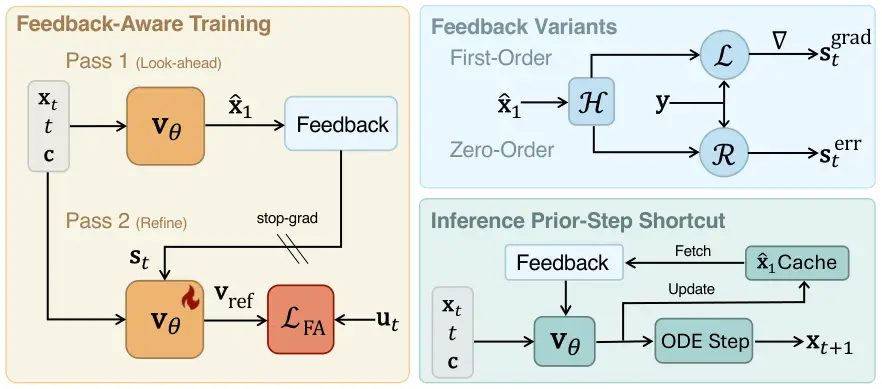 Feedback-Aware Training
Pass 1 (Look-ahead)
x_t
t
c
v_θ
x̂_1
Feedback
Pass 2 (Refine)
stop-grad
s_t
v_θ
v_ref
ℒ_FA
u_t
Feedback Variants
First-Order
x̂_1
ℋ
ℒ
∇
s_t^grad
y
Zero-Order
ℛ
s_t^err
Inference Prior-Step Shortcut
Feedback
Fetch
x̂_1 Cache
Update
x_t
t
c
v_θ
ODE Step
x_{t+1}